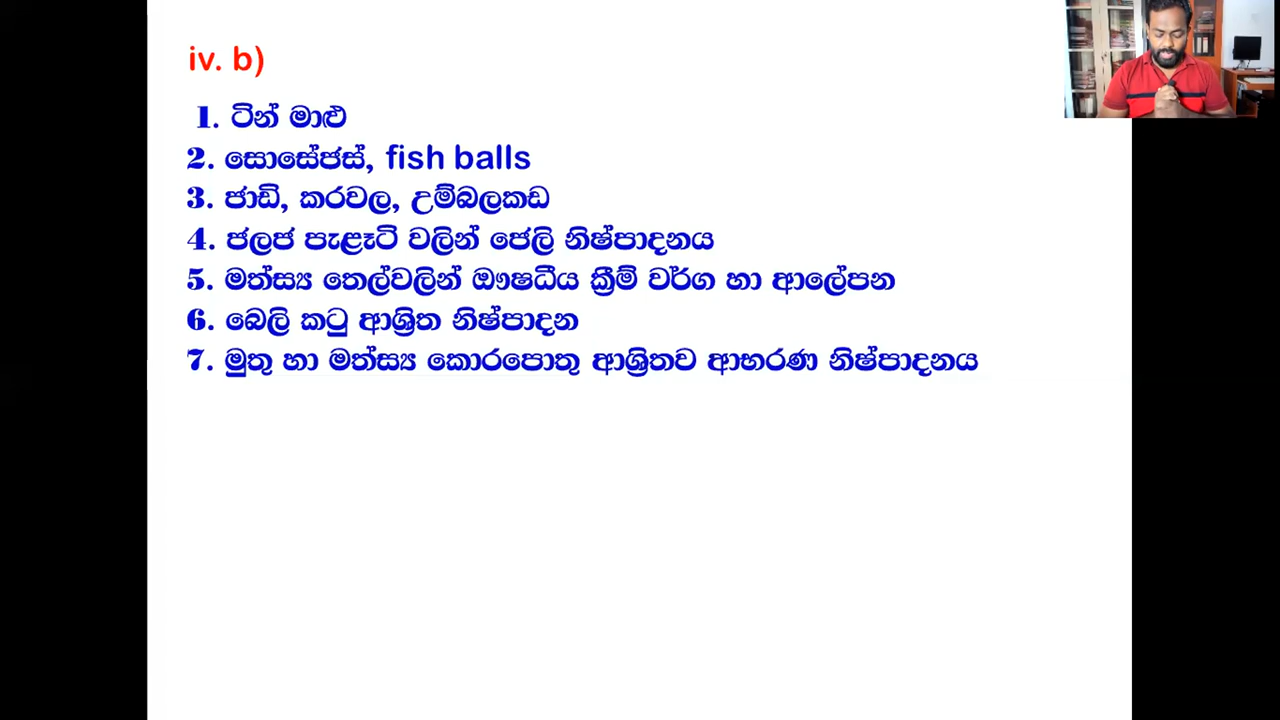 iv. b)
1. ටින් මාළු
2. සොසේජස්, fish balls
3. ජාඩි, කරවල, උම්බලකඩ
4. ජලජ පැළෑටි වලින් ජෙලි නිෂ්පාදනය
5. මත්ස්‍ය තෙල්වලින් ඖෂධීය ක්‍රීම් වර්ග හා ආලේපන
6. බෙලි කටු ආශ්‍රිත නිෂ්පාදන
7. මුතු හා මත්ස්‍ය කොරපොතු ආශ්‍රිතව ආභරණ නිෂ්පාදනය